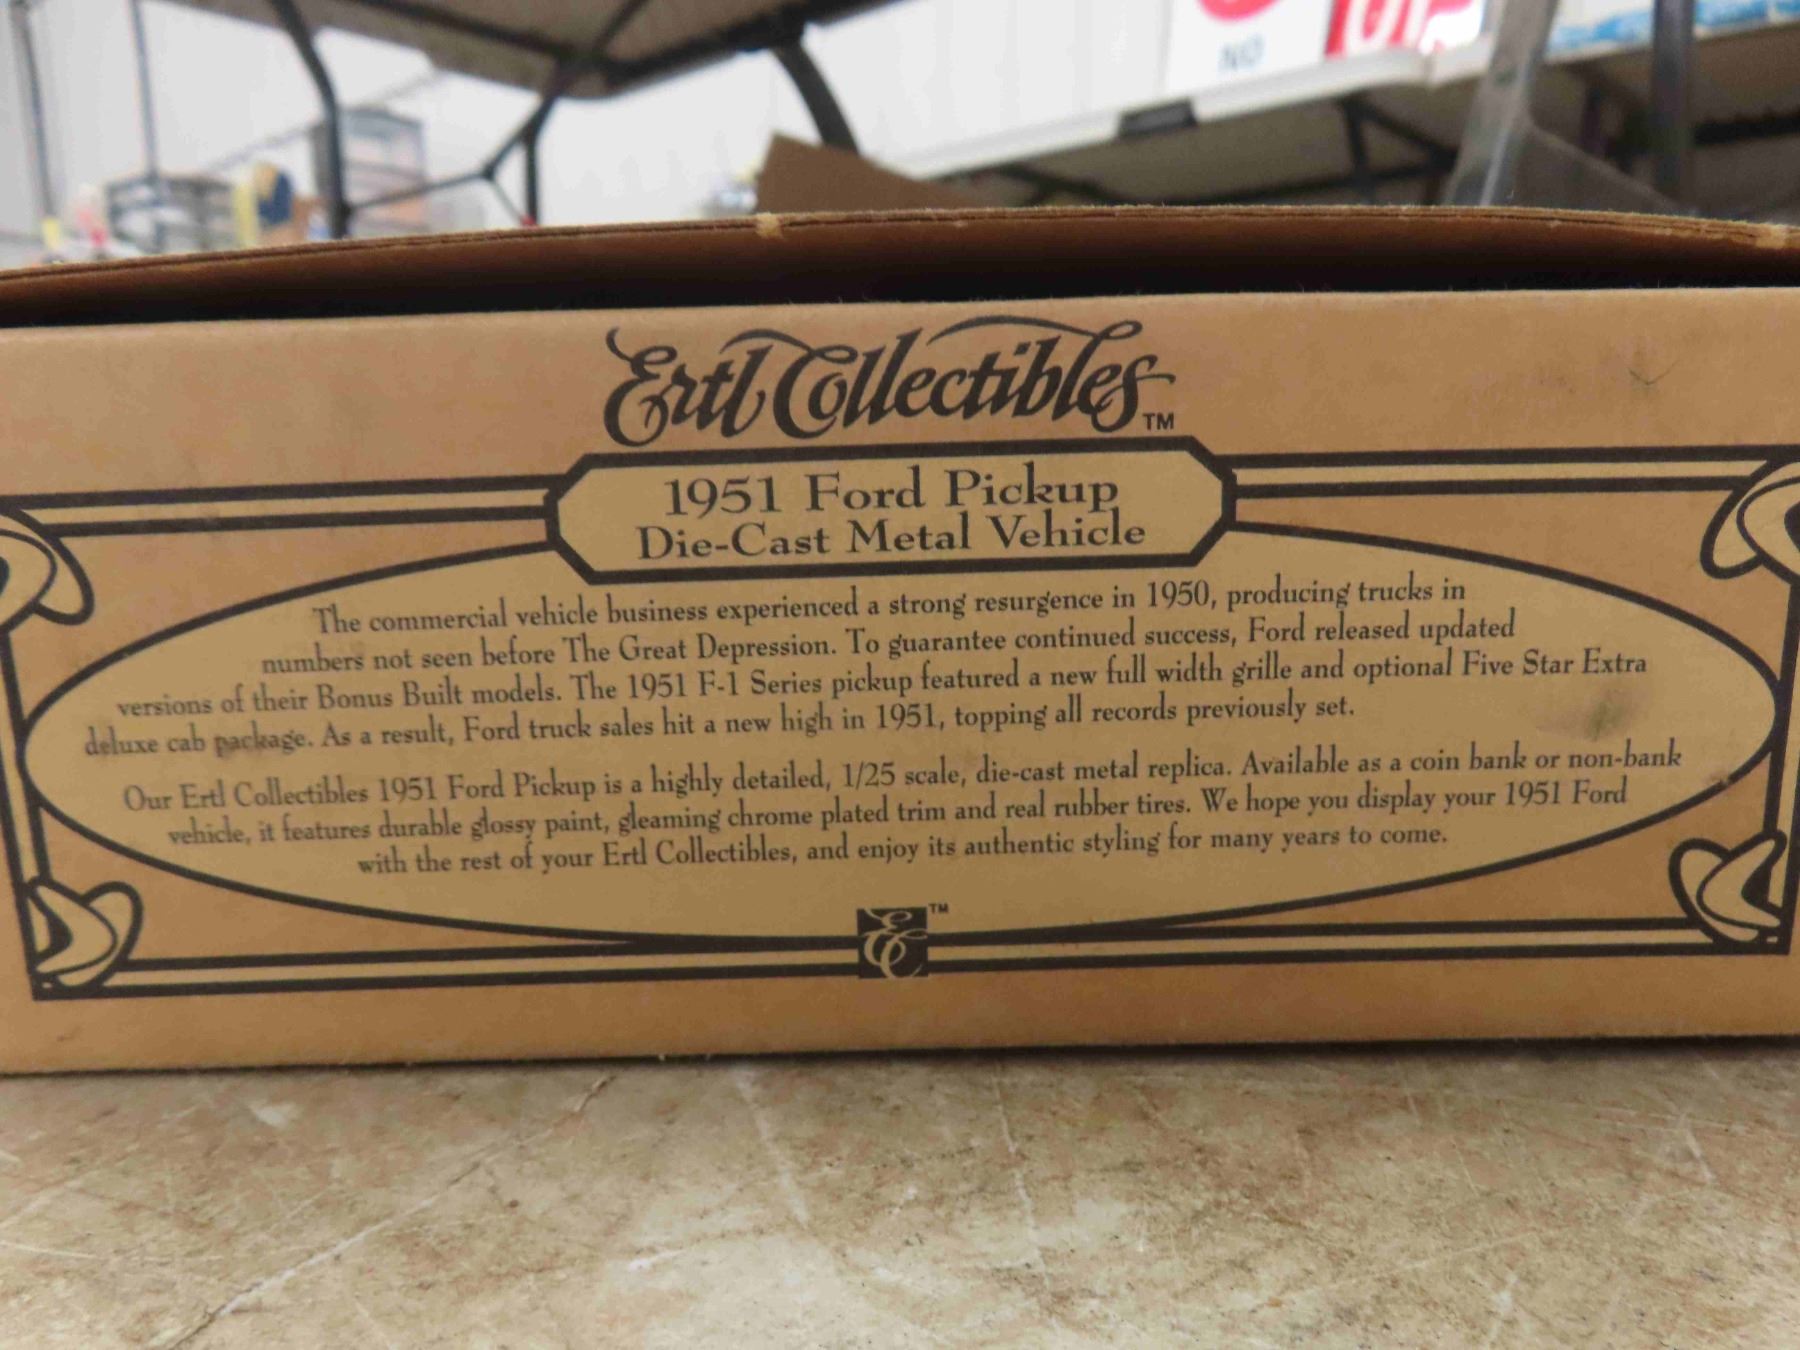 NO
Ertl Collectibles TM
1951 Ford Pickup
Die-Cast Metal Vehicle
The commercial vehicle business experienced a strong resurgence in 1950, producing trucks in
numbers not seen before The Great Depression. To guarantee continued success, Ford released updated
versions of their Bonus Built models. The 1951 F-1 Series pickup featured a new full width grille and optional Five Star Extra
deluxe cab package. As a result, Ford truck sales hit a new high in 1951, topping all records previously set.
Our Ertl Collectibles 1951 Ford Pickup is a highly detailed, 1/25 scale, die-cast metal replica. Available as a coin bank or non-bank
vehicle, it features durable glossy paint, gleaming chrome plated trim and real rubber tires. We hope you display your 1951 Ford
with the rest of your Ertl Collectibles, and enjoy its authentic styling for many years to come.
EC TM